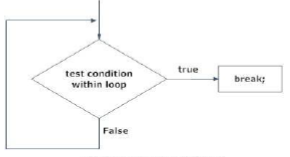 test condition
within loop
true
break;
False